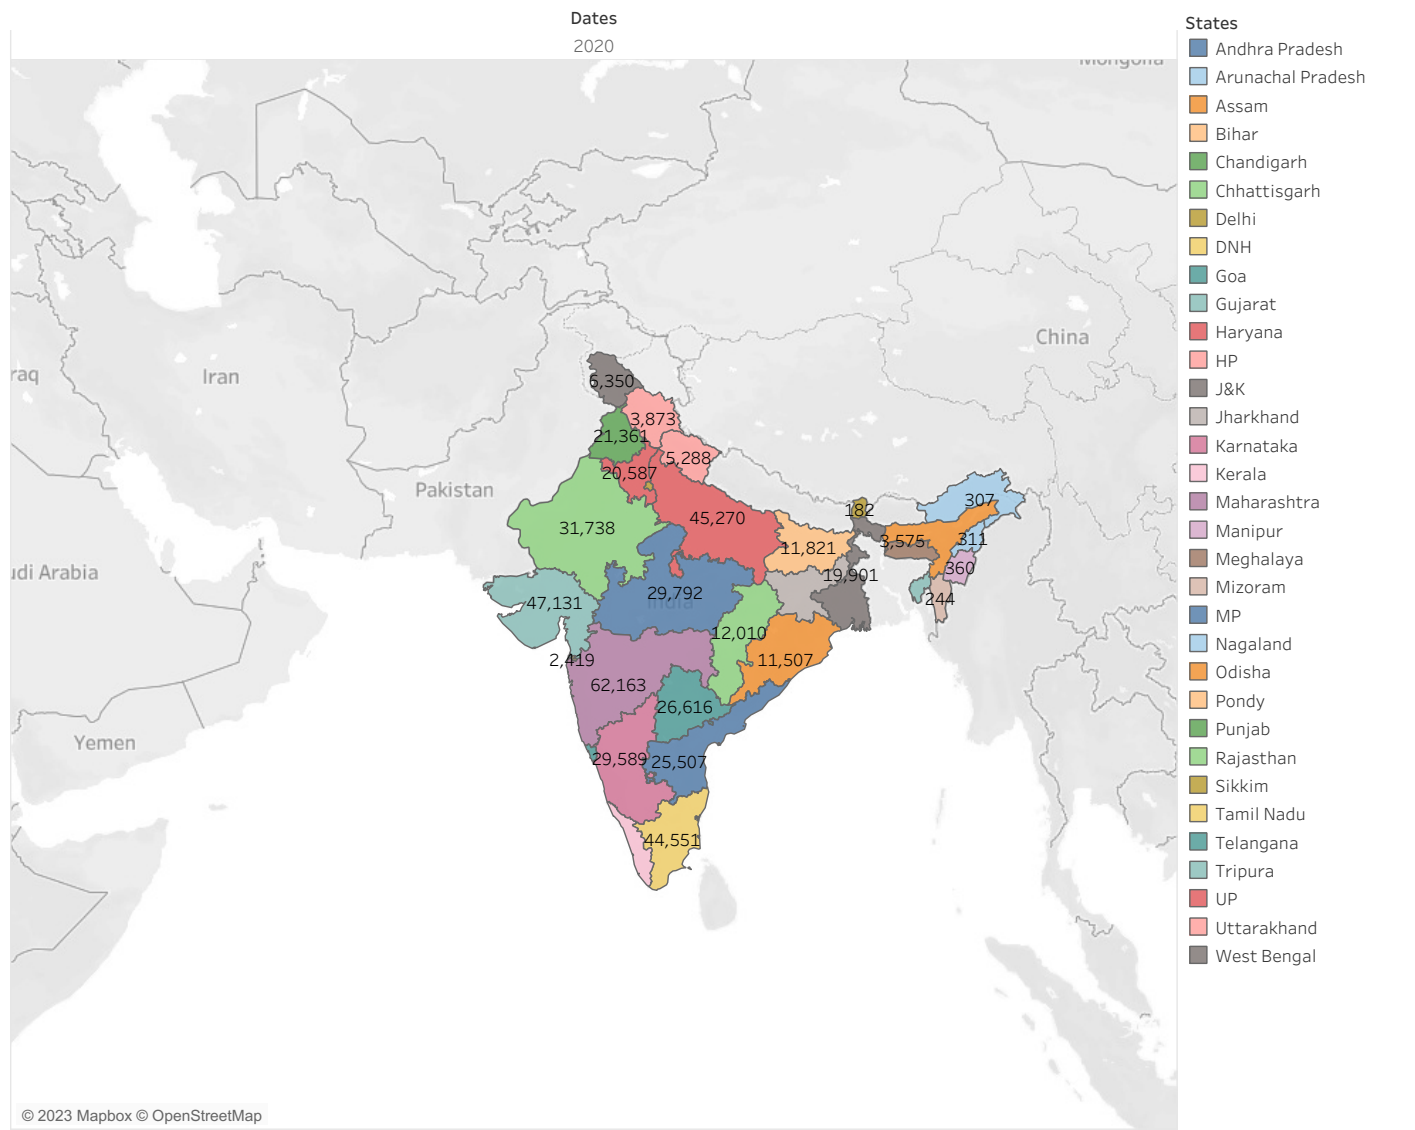 Dates
2020
States
Andhra Pradesh
Arunachal Pradesh
Assam
Bihar
Chandigarh
Chhattisgarh
Delhi
DNH
Goa
Gujarat
Haryana
HP
J&K
Jharkhand
Karnataka
Kerala
Maharashtra
Manipur
Meghalaya
Mizoram
MP
Nagaland
Odisha
Pondy
Punjab
Rajasthan
Sikkim
Tamil Nadu
Telangana
Tripura
UP
Uttarakhand
West Bengal
Mongolia
China
raq
Iran
6,350
3,873
21,361
5,288
20,587
Pakistan
307
182
45,270
31,738
311
3,575
11,821
360
udi Arabia
19,901
29,792
India
244
47,131
12,010
2,419
11,507
62,163
26,616
Yemen
29,589
25,507
44,551
© 2023 Mapbox © OpenStreetMap